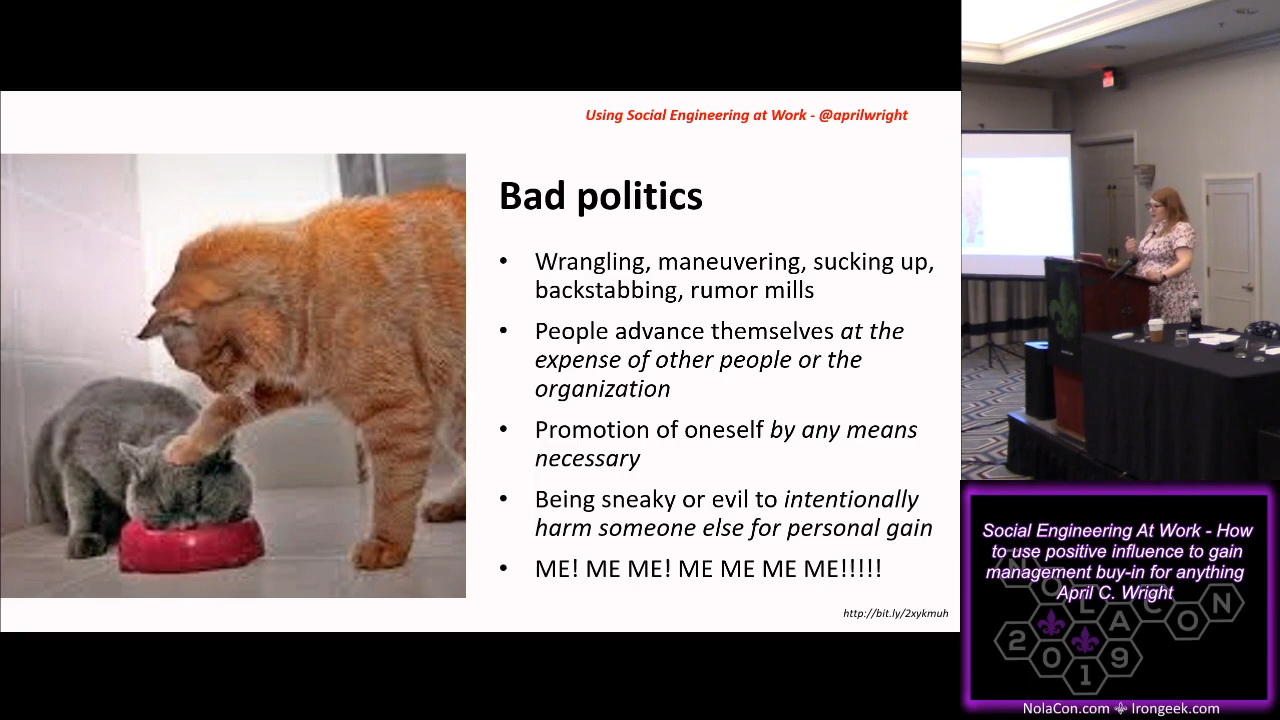 Using Social Engineering at Work - @aprilwright
Bad politics
• Wrangling, maneuvering, sucking up,
backstabbing, rumor mills
• People advance themselves at the
expense of other people or the
organization
• Promotion of oneself by any means
necessary
• Being sneaky or evil to intentionally
harm someone else for personal gain
• ME! ME ME! ME ME ME ME!!!!!
http://bit.ly/2xykmuh
Social Engineering At Work - How
to use positive influence to gain
management buy-in for anything
April C. Wright
NOLACON
2019
NolaCon.com Irongeek.com